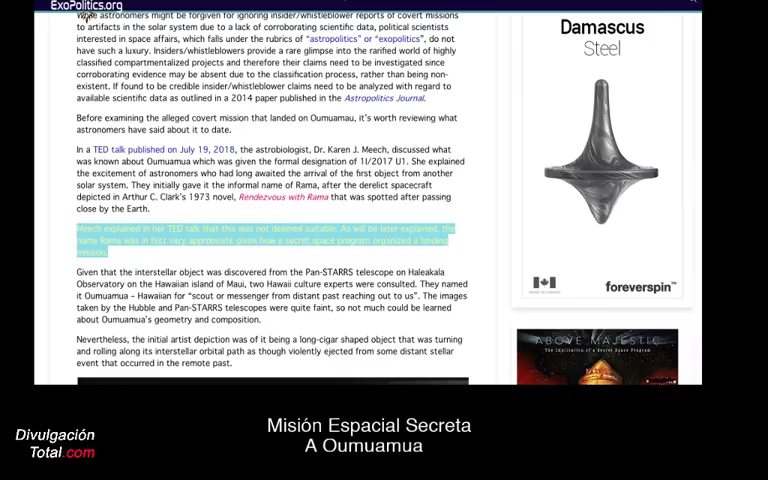 ExoPolitics.org
While astronomers might be forgiven for ignoring insider/whistleblower reports of covert missions
to artifacts in the solar system due to a lack of corroborating scientific data, political scientists
interested in space affairs, which falls under the rubrics of “astropolitics” or “exopolitics”, do not
have such a luxury. Insiders/whistleblowers provide a rare glimpse into the rarified world of highly
classified compartmentalized projects and therefore their claims need to be investigated since
corroborating evidence may be absent due to the classification process, rather than being non-
existent. If found to be credible insider/whistleblower claims need to be analyzed with regard to
available scientific data as outlined in a 2014 paper published in the Astropolitics Journal.
Before examining the alleged covert mission that landed on Oumuamau, it’s worth reviewing what
astronomers have said about it to date.
In a TED talk published on July 19, 2018, the astrobiologist, Dr. Karen J. Meech, discussed what
was known about Oumuamua which was given the formal designation of 1I/2017 U1. She explained
the excitement of astronomers who had long awaited the arrival of the first object from another
solar system. They initially gave it the informal name of Rama, after the derelict spacecraft
depicted in Arthur C. Clark’s 1973 novel, Rendezvous with Rama that was spotted after passing
close by the Earth.
Meech explained in her TED talk that this was not deemed suitable. As will be later explained, the
name Rama was in fact very appropriate given how a secret space program organized a landing
mission.
Given that the interstellar object was discovered from the Pan-STARRS telescope on Haleakala
Observatory on the Hawaiian island of Maui, two Hawaii culture experts were consulted. They named
it Oumuamua – Hawaiian for “scout or messenger from distant past reaching out to us”. The images
taken by the Hubble and Pan-STARRS telescopes were quite faint, so not much could be learned
about Oumuamua’s geometry and composition.
Nevertheless, the initial artist depiction was of it being a long-cigar shaped object that was turning
and rolling along its interstellar orbital path as though violently ejected from some distant stellar
event that occurred in the remote past.
Damascus
Steel
foreverspin™
ABOVE MAJESTIC
The Implication of a Secret Space Program
Misión Espacial Secreta
A Oumuamua
Divulgación
Total.com